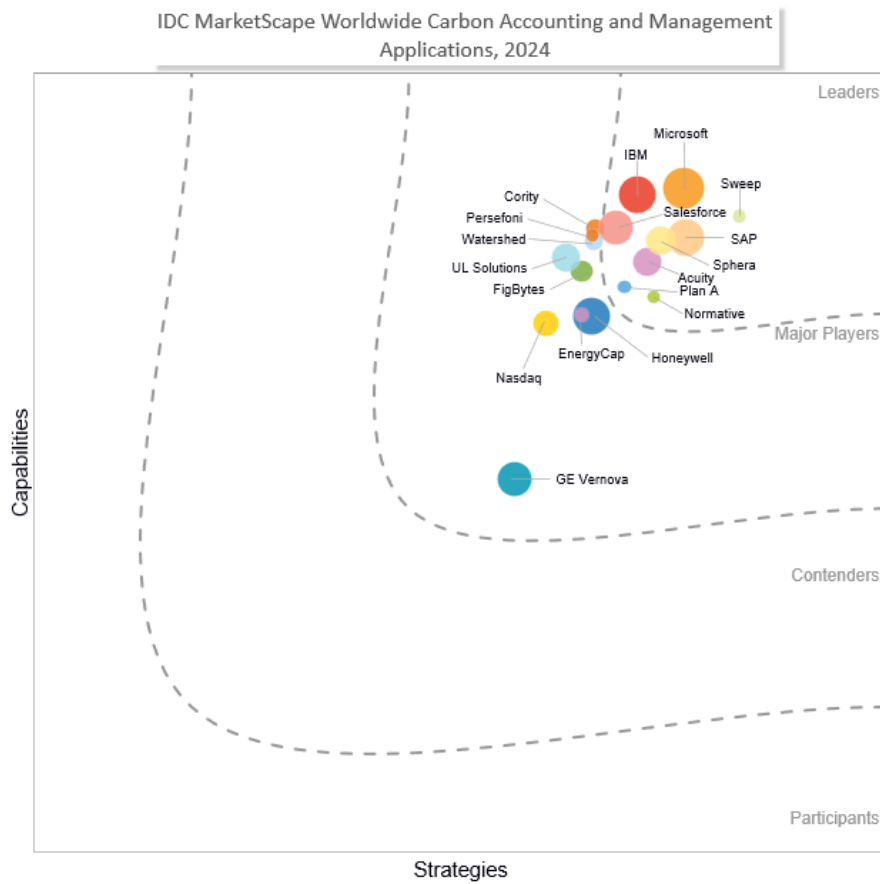 IDC MarketScape Worldwide Carbon Accounting and Management
Applications, 2024
Leaders
Microsoft
IBM
Sweep
Cority
Salesforce
Persefoni
Watershed
SAP
Sphera
UL Solutions
Acuity
FigBytes
Plan A
Normative
Major Players
EnergyCap
Honeywell
Nasdaq
Capabilities
GE Vernova
Contenders
Participants
Strategies